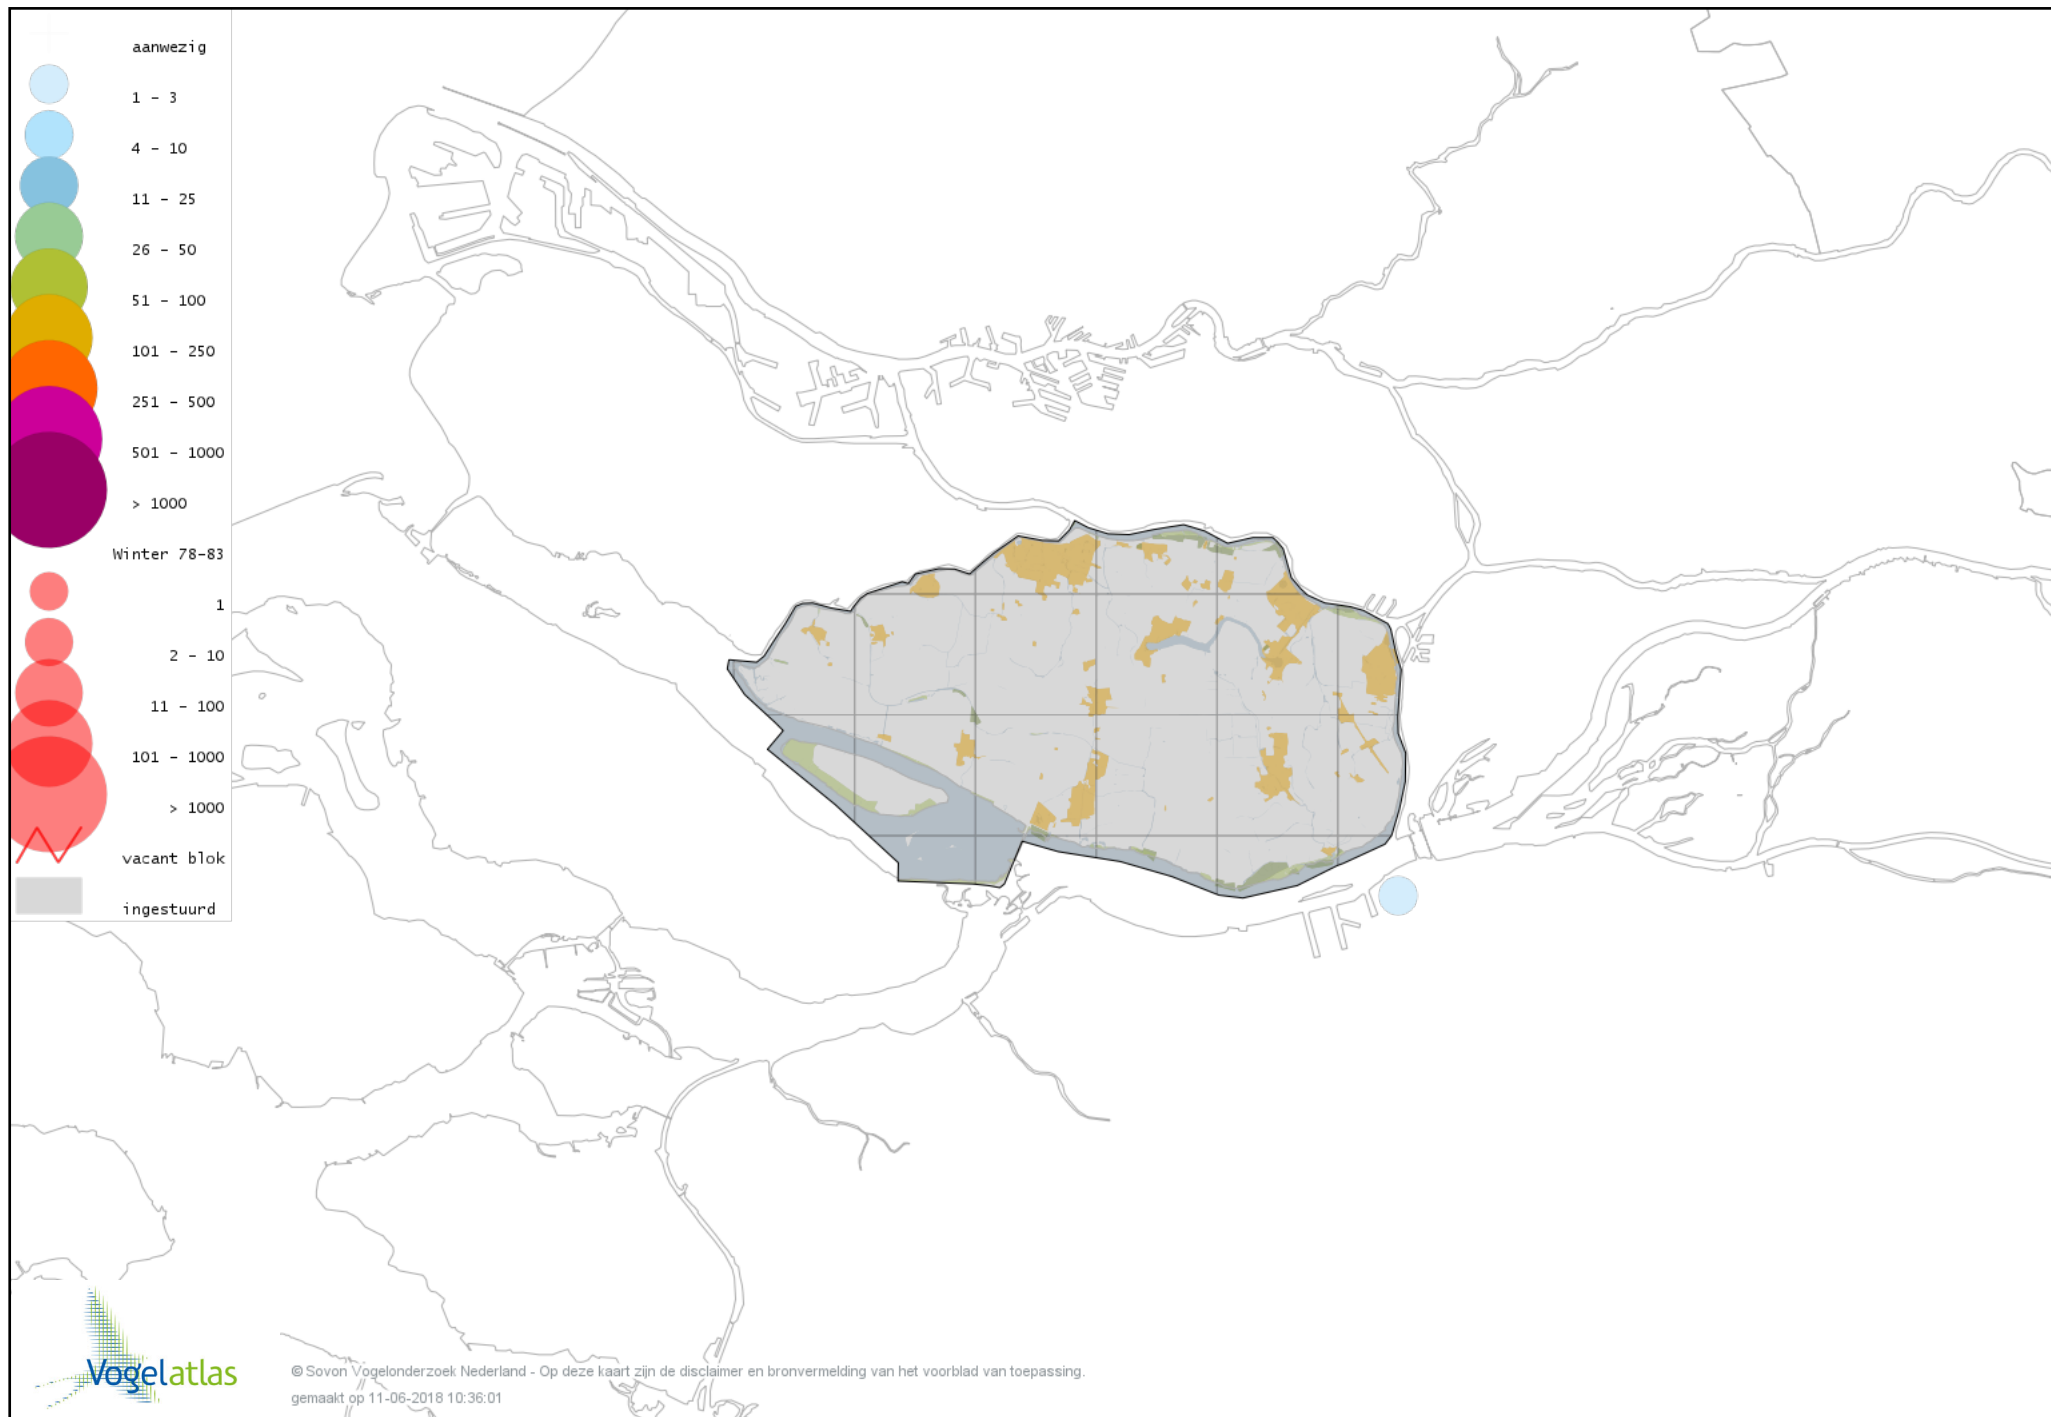 aanwezig
1 - 3
4 - 10
11 - 25
26 - 50
51 - 100
101 - 250
251 - 500
501 - 1000
> 1000
Winter 78-83
1
2 - 10
11 - 100
101 - 1000
> 1000
vacant blok
ingestuurd
Vogelatlas
© Sovon Vogelonderzoek Nederland - Op deze kaart zijn de disclaimer en bronvermelding van het voorblad van toepassing.
gemaakt op 11-06-2018 10:36:01